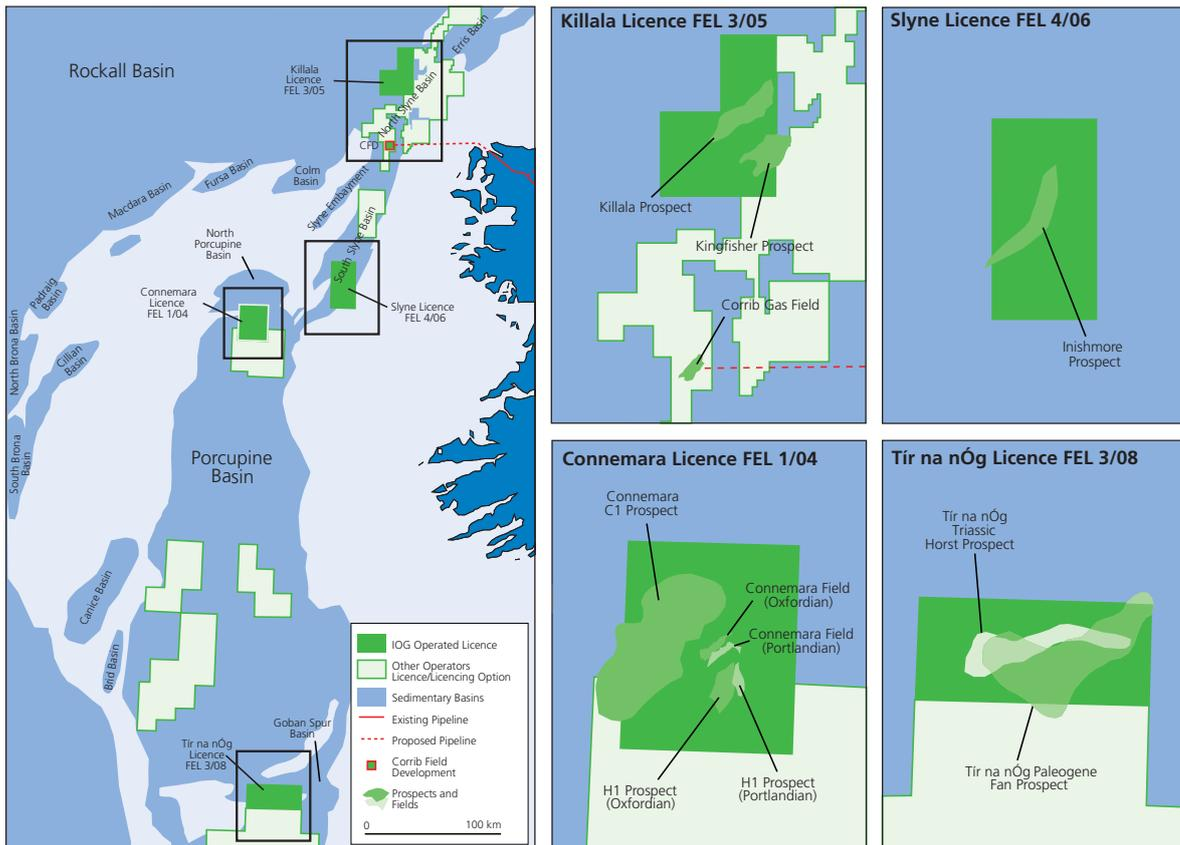 Rockall Basin
Erris Basin
Killala
Licence
FEL 3/05
North Slyne Basin
CFD
Colm
Basin
Fursa Basin
Macdara Basin
Slyne Embayment
South Slyne Basin
North
Porcupine
Basin
Connemara
Licence
FEL 1/04
Slyne Licence
FEL 4/06
Padraig
Basin
North Brona Basin
Cillian
Basin
South Brona
Basin
Porcupine
Basin
Canice Basin
Brid Basin
Goban Spur
Basin
Tír na nÓg
Licence
FEL 3/08
IOG Operated Licence
Other Operators
Licence/Licencing Option
Sedimentary Basins
Existing Pipeline
Proposed Pipeline
Corrib Field
Development
Prospects and
Fields
0 100 km
Killala Licence FEL 3/05
Killala Prospect
Kingfisher Prospect
Corrib Gas Field
Slyne Licence FEL 4/06
Inishmore
Prospect
Connemara Licence FEL 1/04
Connemara
C1 Prospect
Connemara Field
(Oxfordian)
Connemara Field
(Portlandian)
H1 Prospect
(Oxfordian)
H1 Prospect
(Portlandian)
Tír na nÓg Licence FEL 3/08
Tír na nÓg
Triassic
Horst Prospect
Tír na nÓg Paleogene
Fan Prospect